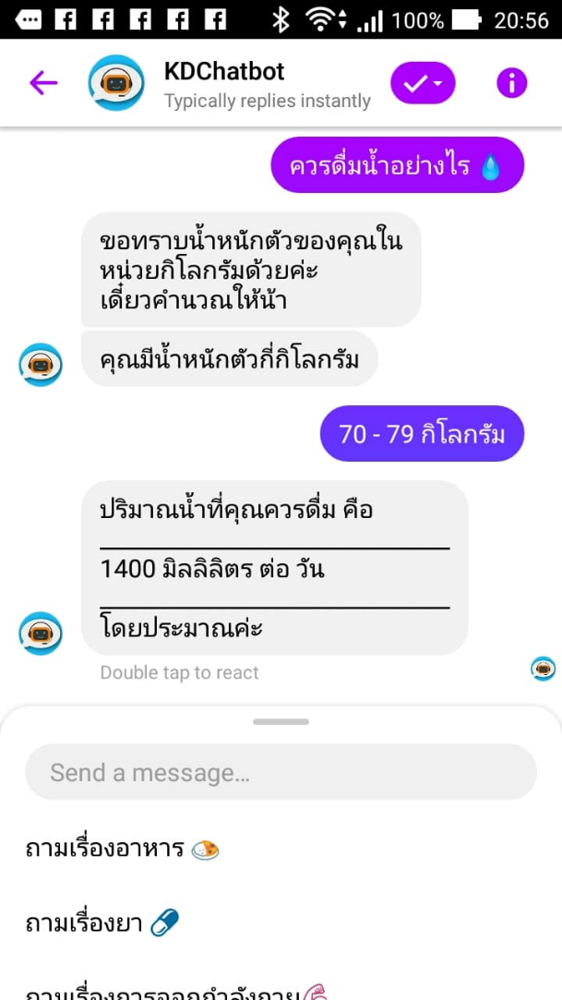 100% 20:56
KDChatbot
Typically replies instantly
ควรดื่มน้ำอย่างไร 💧
ขอทราบน้ำหนักตัวของคุณใน
หน่วยกิโลกรัมด้วยค่ะ
เดี๋ยวคำนวณให้น้า
คุณมีน้ำหนักตัวกี่กิโลกรัม
70 - 79 กิโลกรัม
ปริมาณน้ำที่คุณควรดื่ม คือ
1400 มิลลิลิตร ต่อ วัน
โดยประมาณค่ะ
Double tap to react
Send a message...
ถามเรื่องอาหาร 🍛
ถามเรื่องยา 💊
ถามเรื่องการออกกำลังกาย 💪